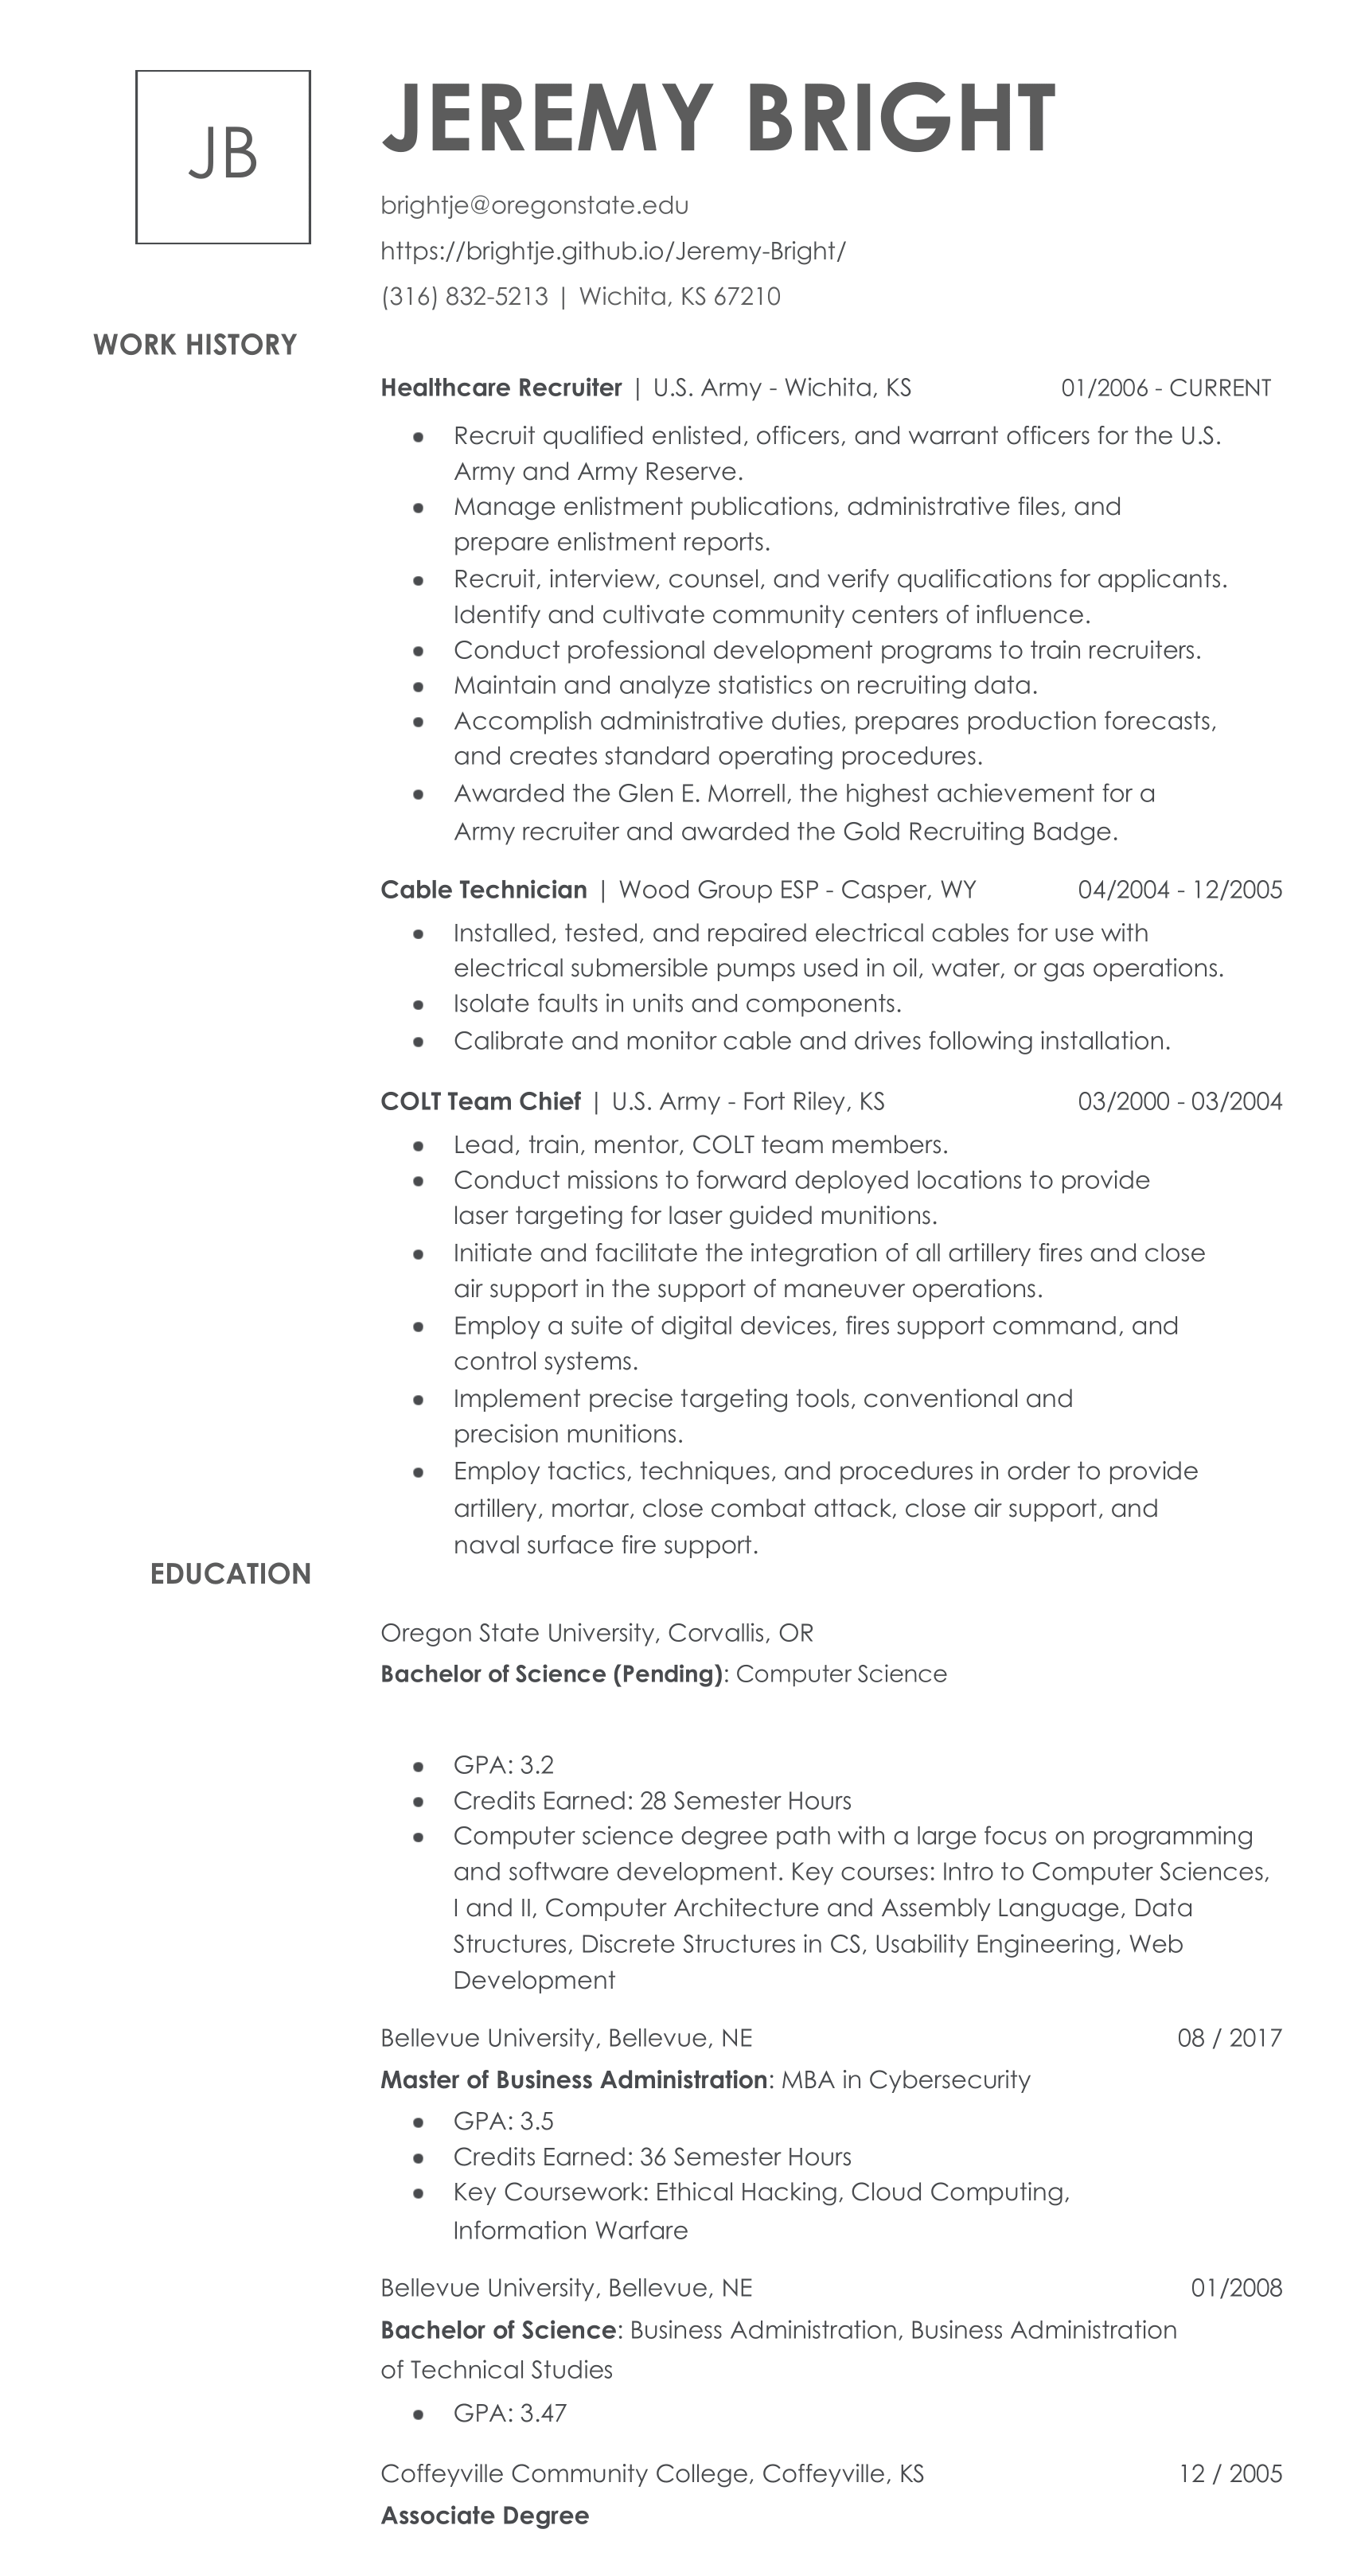 JB
JEREMY BRIGHT
brightje@oregonstate.edu
https://brightje.github.io/Jeremy-Bright/
(316) 832-5213 | Wichita, KS 67210
WORK HISTORY
Healthcare Recruiter | U.S. Army - Wichita, KS 01/2006 - CURRENT
• Recruit qualified enlisted, officers, and warrant officers for the U.S.
Army and Army Reserve.
• Manage enlistment publications, administrative files, and
prepare enlistment reports.
• Recruit, interview, counsel, and verify qualifications for applicants.
Identify and cultivate community centers of influence.
• Conduct professional development programs to train recruiters.
• Maintain and analyze statistics on recruiting data.
• Accomplish administrative duties, prepares production forecasts,
and creates standard operating procedures.
• Awarded the Glen E. Morrell, the highest achievement for a
Army recruiter and awarded the Gold Recruiting Badge.
Cable Technician | Wood Group ESP - Casper, WY 04/2004 - 12/2005
• Installed, tested, and repaired electrical cables for use with
electrical submersible pumps used in oil, water, or gas operations.
• Isolate faults in units and components.
• Calibrate and monitor cable and drives following installation.
COLT Team Chief | U.S. Army - Fort Riley, KS 03/2000 - 03/2004
• Lead, train, mentor, COLT team members.
• Conduct missions to forward deployed locations to provide
laser targeting for laser guided munitions.
• Initiate and facilitate the integration of all artillery fires and close
air support in the support of maneuver operations.
• Employ a suite of digital devices, fires support command, and
control systems.
• Implement precise targeting tools, conventional and
precision munitions.
• Employ tactics, techniques, and procedures in order to provide
artillery, mortar, close combat attack, close air support, and
naval surface fire support.
EDUCATION
Oregon State University, Corvallis, OR
Bachelor of Science (Pending): Computer Science
• GPA: 3.2
• Credits Earned: 28 Semester Hours
• Computer science degree path with a large focus on programming
and software development. Key courses: Intro to Computer Sciences,
I and II, Computer Architecture and Assembly Language, Data
Structures, Discrete Structures in CS, Usability Engineering, Web
Development
Bellevue University, Bellevue, NE 08 / 2017
Master of Business Administration: MBA in Cybersecurity
• GPA: 3.5
• Credits Earned: 36 Semester Hours
• Key Coursework: Ethical Hacking, Cloud Computing,
Information Warfare
Bellevue University, Bellevue, NE 01/2008
Bachelor of Science: Business Administration, Business Administration
of Technical Studies
• GPA: 3.47
Coffeyville Community College, Coffeyville, KS 12 / 2005
Associate Degree